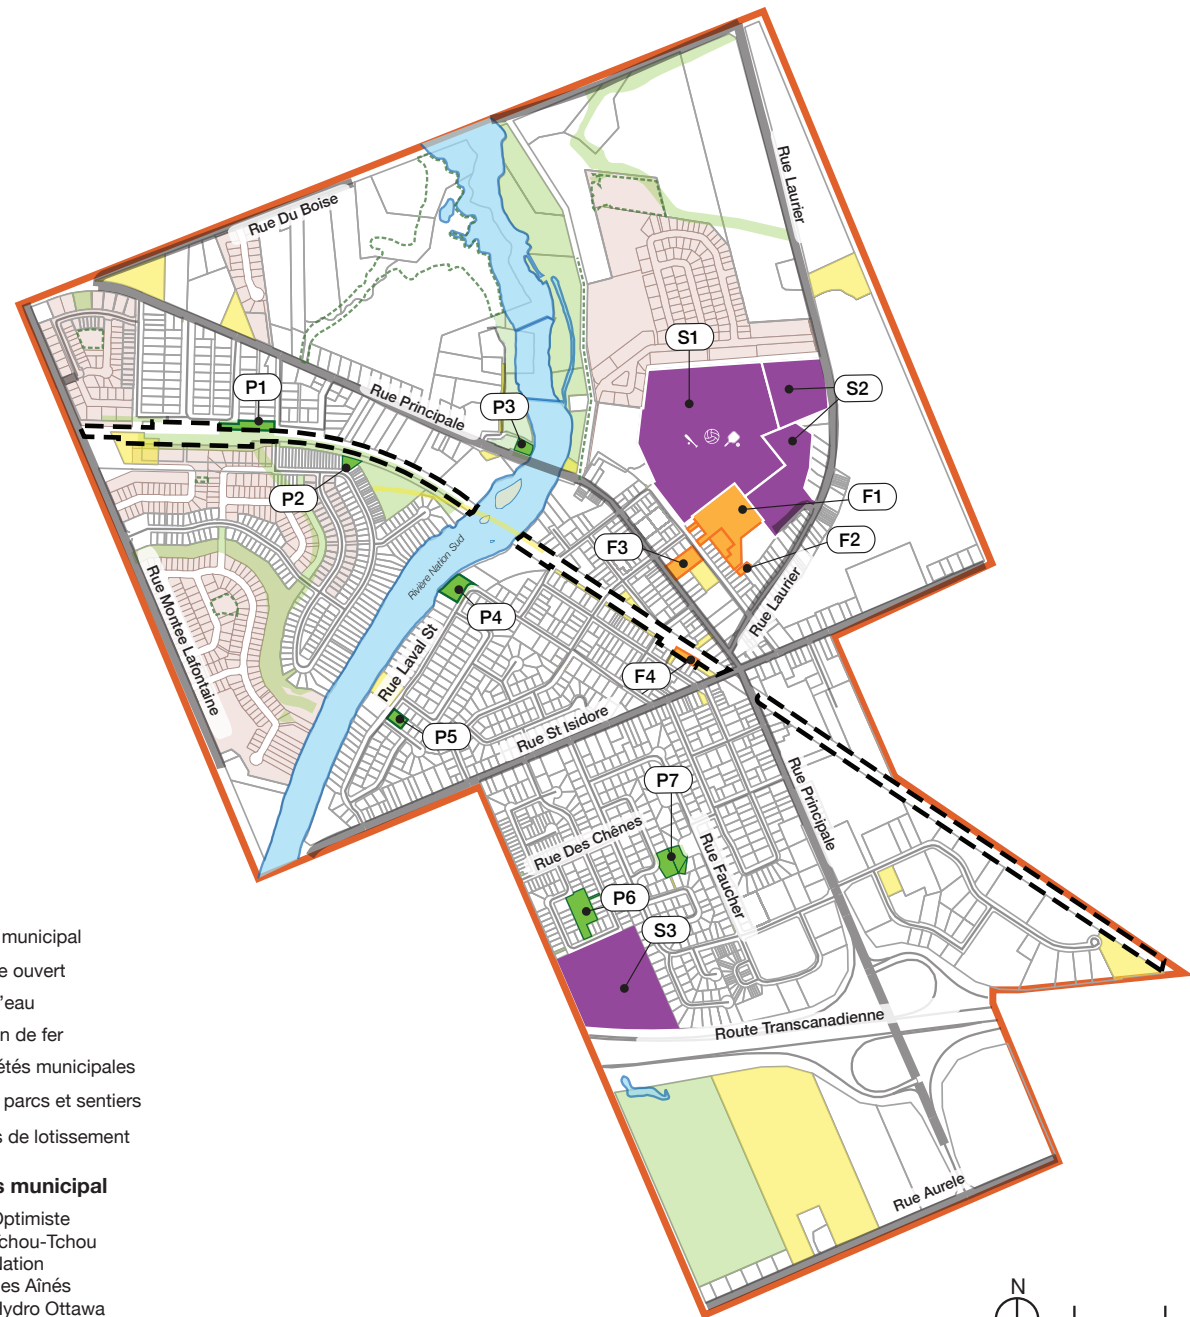 Rue Laurier
Rue Du Boise
S1
P1
S2
Rue Principale
P3
P2
F1
F3
F2
Rivière Nation Sud
Rue Montee Lafontaine
Rue Laurier
P4
Rue Laval St
F4
P5
Rue St Isidore
P7
Rue Principale
Rue Des Chênes
Rue Faucher
P6
S3
municipal
e ouvert
'eau
Route Transcanadienne
n de fer
étés municipales
parcs et sentiers
s de lotissement
s municipal
Rue Aurele
Optimiste
Tchou-Tchou
Nation
es Aînés
Hydro Ottawa
N